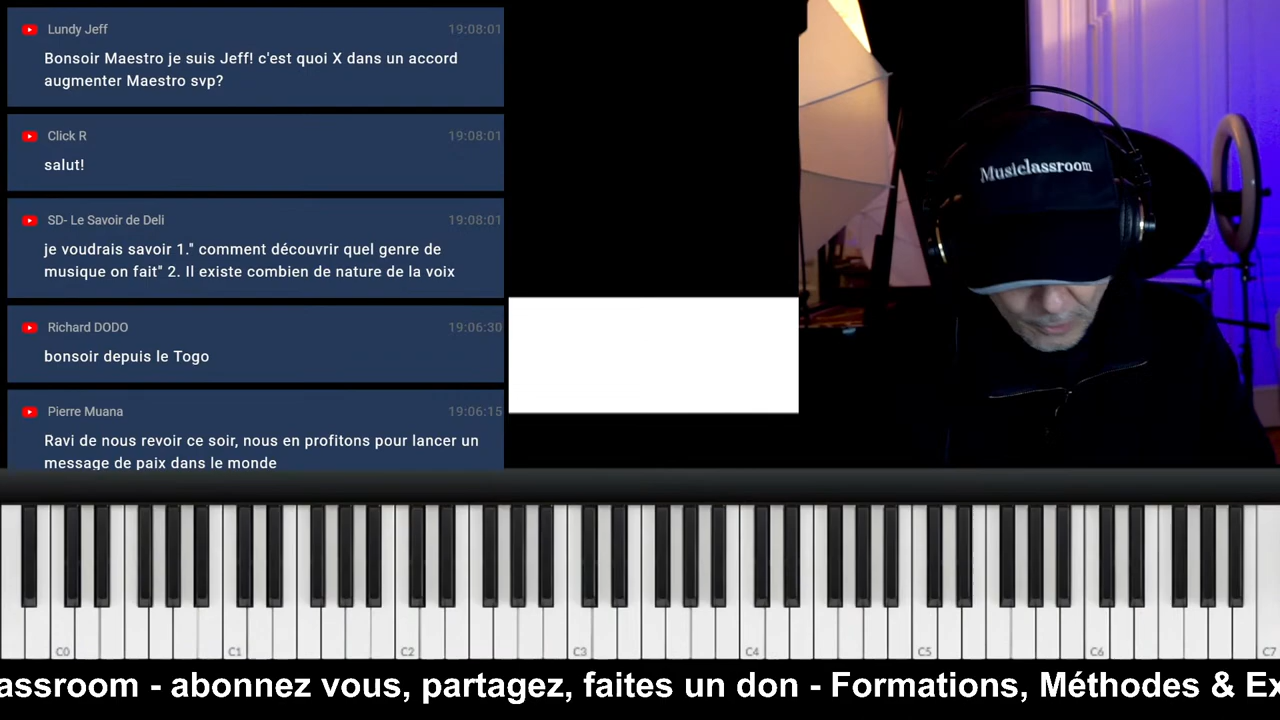 Lundy Jeff 19:08:01
Bonsoir Maestro je suis Jeff! c'est quoi X dans un accord
augmenter Maestro svp?
Click R 19:08:01
salut!
SD- Le Savoir de Deli 19:08:01
je voudrais savoir 1." comment découvrir quel genre de
musique on fait" 2. Il existe combien de nature de la voix
Richard DODO 19:06:30
bonsoir depuis le Togo
Pierre Muana 19:06:15
Ravi de nous revoir ce soir, nous en profitons pour lancer un
message de paix dans le monde
Musiclassroom
C0 C1 C2 C3 C4 C5 C6 C7
assroom - abonnez vous, partagez, faites un don - Formations, Méthodes & Ex